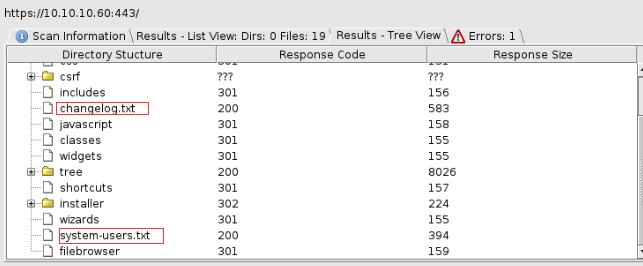 https://10.10.10.60:443/
Scan Information Results - List View: Dirs: 0 Files: 19 Results - Tree View Errors: 1
Directory Stucture Response Code Response Size
csrf ??? ???
includes 301 156
changelog.txt 200 583
javascript 301 158
classes 301 155
widgets 301 155
tree 200 8026
shortcuts 301 157
installer 302 224
wizards 301 155
system-users.txt 200 394
filebrowser 301 159